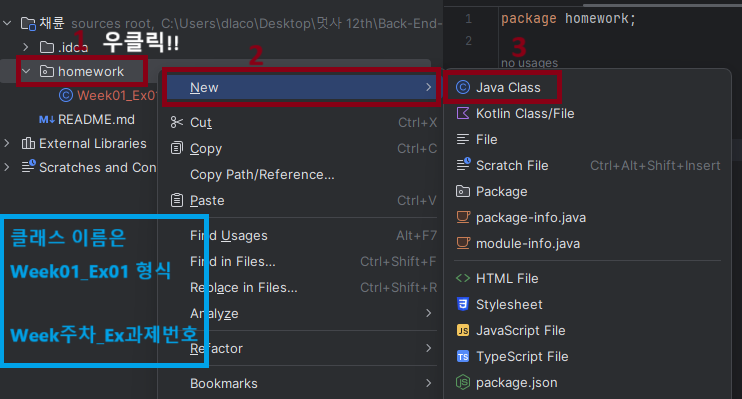 채륜 sources root, C:\Users\dlaco\Desktop\멋사 12th\Back-End-
.idea
1 우클릭!!
homework
Week01_Ex01
README.md
External Libraries
Scratches and Con
클래스 이름은
Week01_Ex01 형식
Week주차_Ex과제번호
2
New
Cut Ctrl+X
Copy Ctrl+C
Copy Path/Reference...
Paste Ctrl+V
Find Usages Alt+F7
Find in Files... Ctrl+Shift+F
Replace in Files... Ctrl+Shift+R
Analyze
Refactor
Bookmarks
1 package homework;
2
no usages
3
Java Class
Kotlin Class/File
File
Scratch File Ctrl+Alt+Shift+Insert
Package
package-info.java
module-info.java
HTML File
Stylesheet
JavaScript File
TypeScript File
package.json